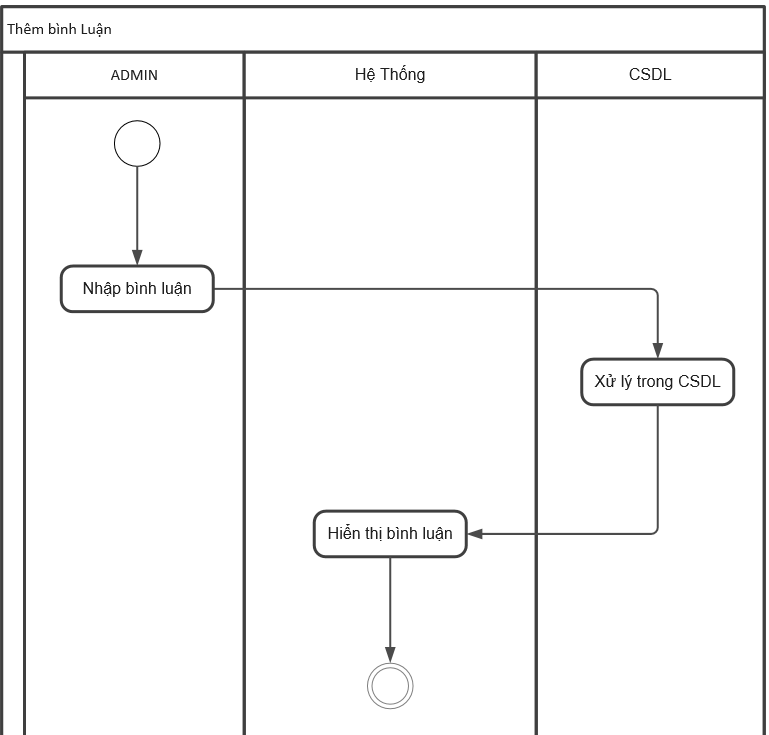 Thêm bình Luận
ADMIN
Hệ Thống
CSDL
Nhập bình luận
Xử lý trong CSDL
Hiển thị bình luận